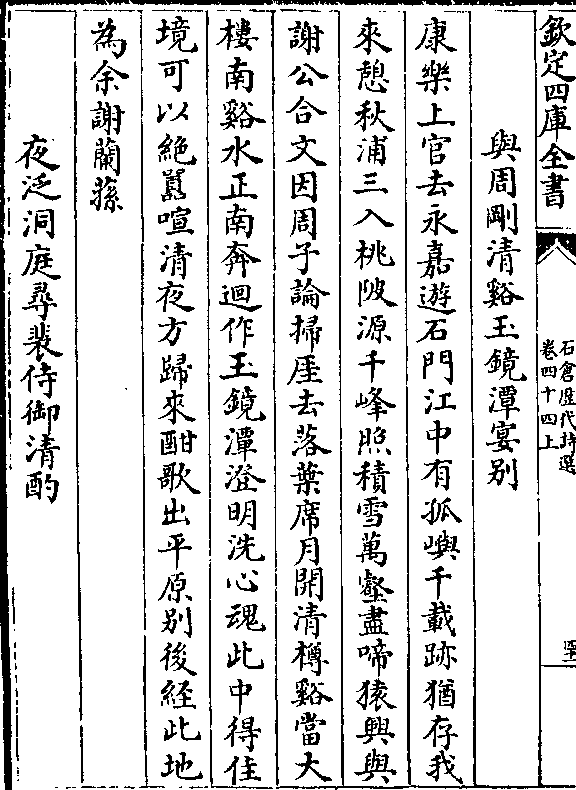 欽定四庫全書
石倉歷代詩選
卷四十四上
與周剛清谿玉鏡潭宴别
康樂上官去永嘉遊石門江中有孤嶼千載跡猶存我
來憩秋浦三入桃陂源千峰照積雪萬壑盡啼猿興與
謝公合文因周子論掃厓去落葉席月開清樽谿當大
樓南谿水正南奔迴作玉鏡潭澄明洗心魂此中得佳
境可以絶囂喧清夜方歸來酣歌出平原别後經此地
為余謝蘭蓀
夜泛洞庭尋裴侍御清酌